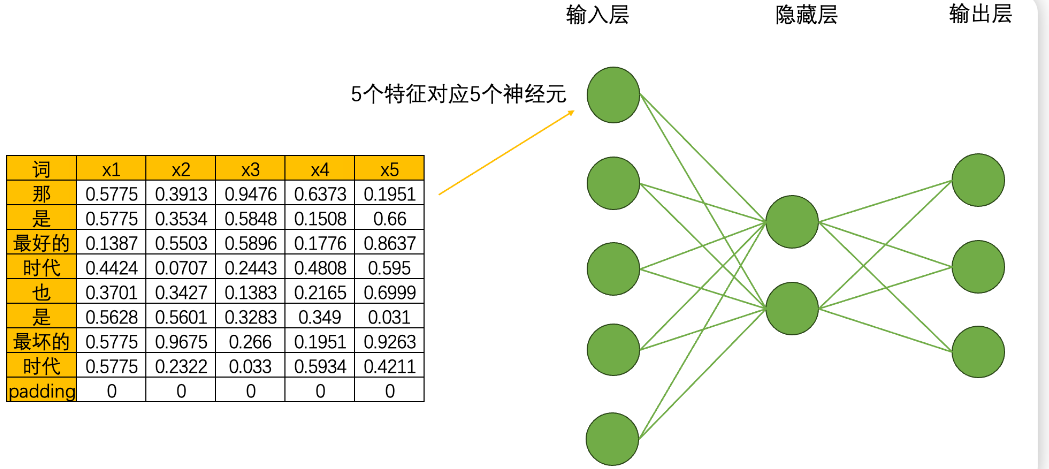 输入层 隐藏层 输出层
5个特征对应5个神经元
词 x1 x2 x3 x4 x5
那 0.5775 0.3913 0.9476 0.6373 0.1951
是 0.5775 0.3534 0.5848 0.1508 0.66
最好的 0.1387 0.5503 0.5896 0.1776 0.8637
时代 0.4424 0.0707 0.2443 0.4808 0.595
也 0.3701 0.3427 0.1383 0.2165 0.6999
是 0.5628 0.5601 0.3283 0.349 0.031
最坏的 0.5775 0.9675 0.266 0.1951 0.9263
时代 0.5775 0.2322 0.033 0.5934 0.4211
padding 0 0 0 0 0